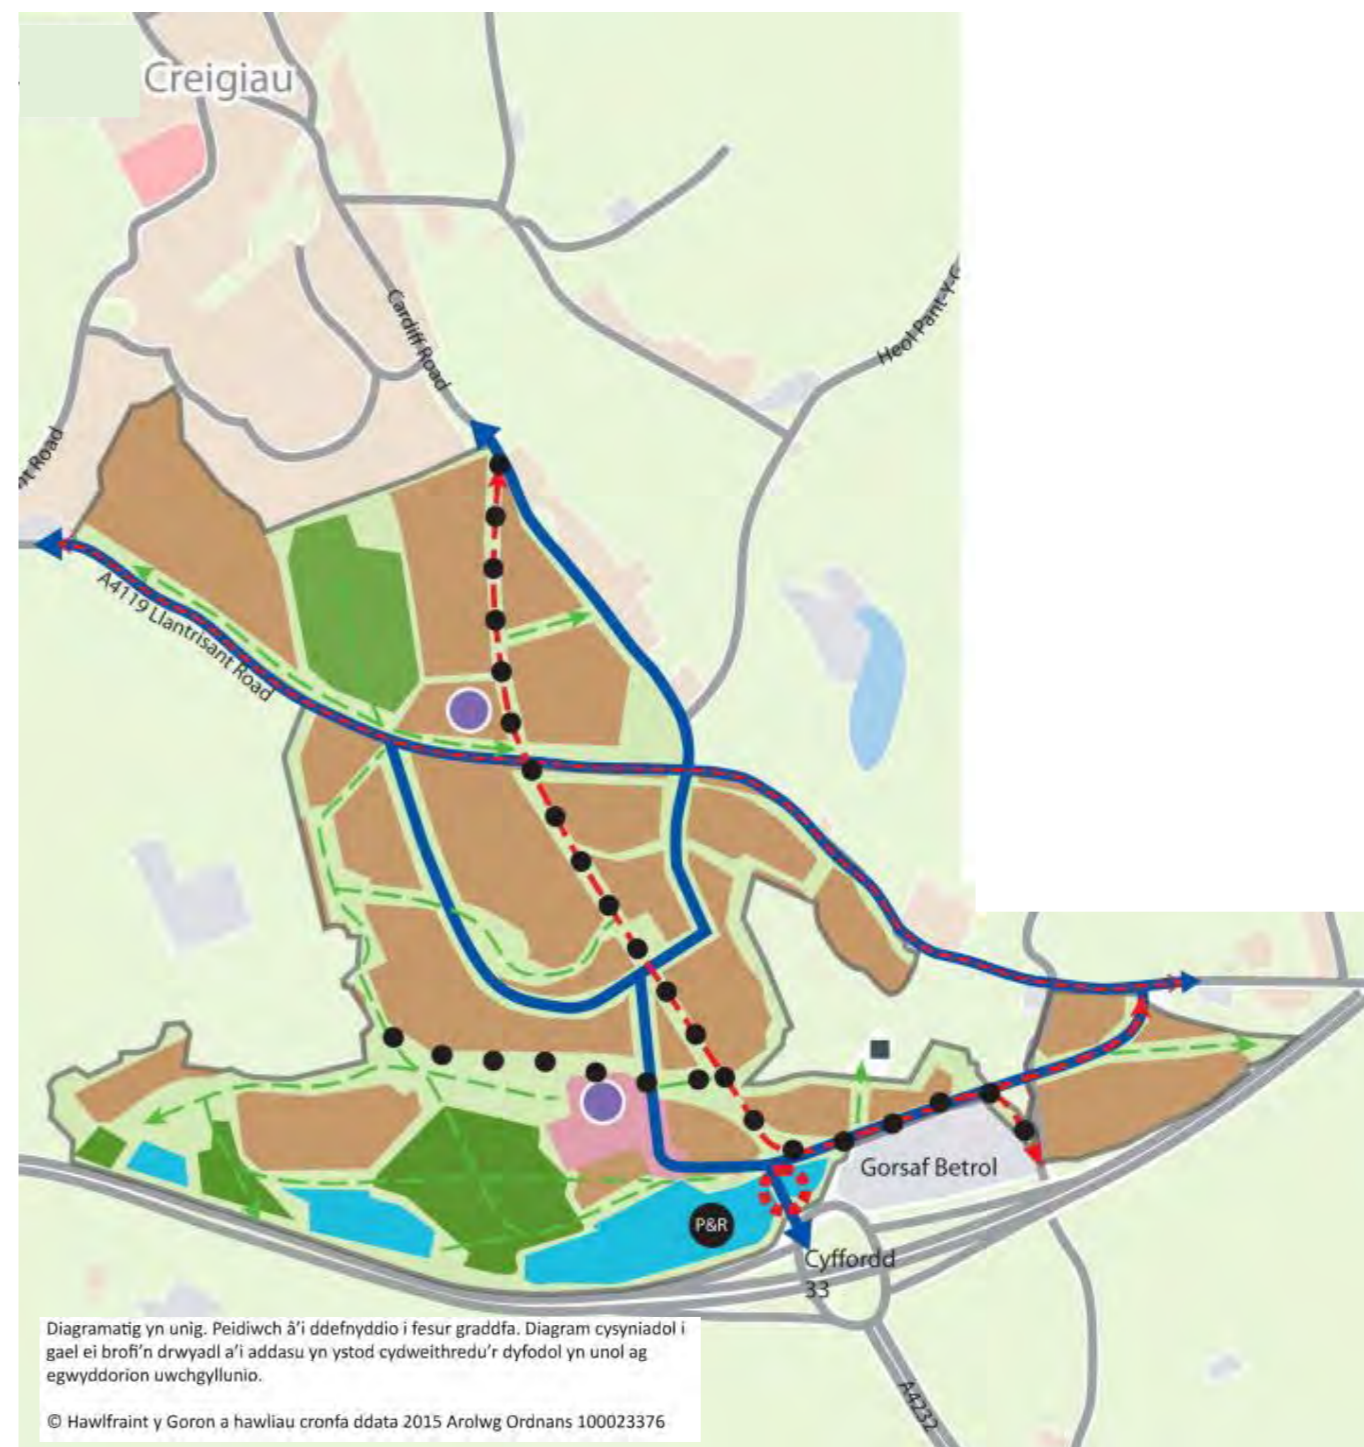 Creigiau
Cardiff Road
Heol Pant-Y-G
nt Road
A4119 Llantrisant Road
Gorsaf Betrol
P&R
Cyffordd
33
A4232
Diagramatig yn unig. Peidiwch â'i ddefnyddio i fesur graddfa. Diagram cysyniadol i
gael ei brofi'n drwyadl a'i addasu yn ystod cydweithredu'r dyfodol yn unol ag
egwyddorion uwchgyllunio.
© Hawlfraint y Goron a hawliau cronfa ddata 2015 Arolwg Ordnans 100023376